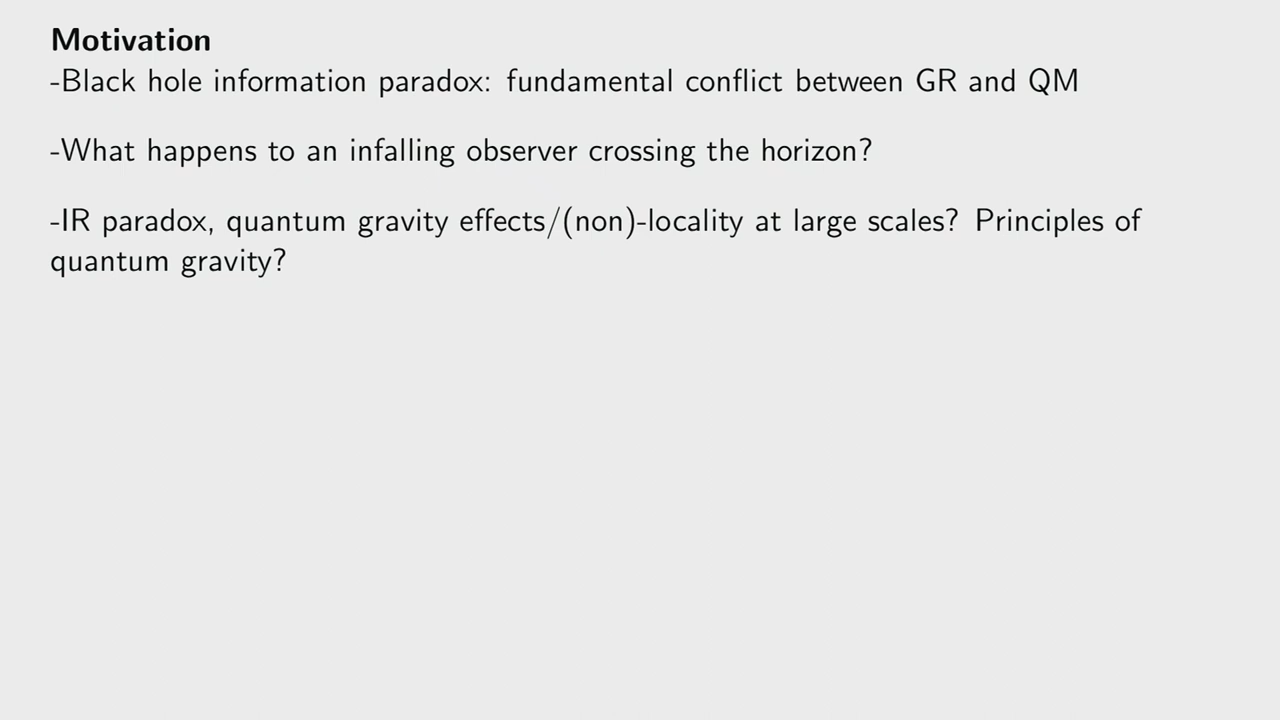 Motivation
-Black hole information paradox: fundamental conflict between GR and QM
-What happens to an infalling observer crossing the horizon?
-IR paradox, quantum gravity effects/(non)-locality at large scales? Principles of
quantum gravity?